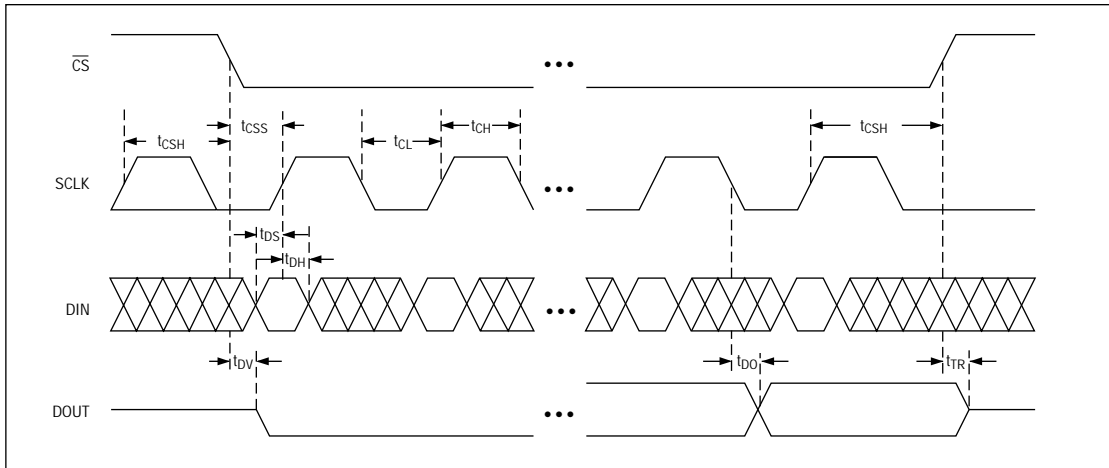 CS
•••
tCSH
tCSS
tCL
tCH
tCSH
SCLK
•••
tDS
tDH
DIN
•••
tDV
tDO
tTR
DOUT
•••